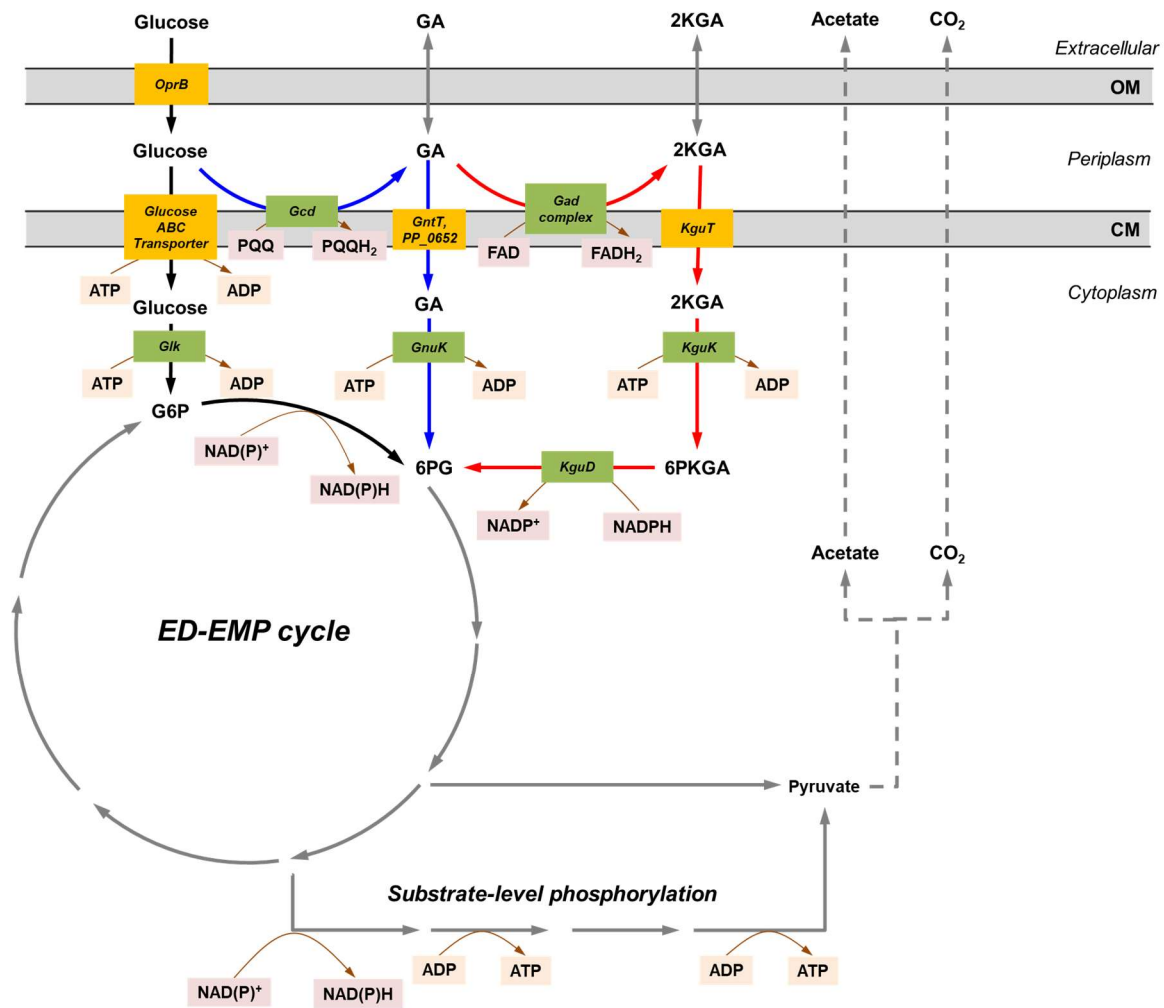 Glucose
GA
2KGA
Acetate
CO₂
Extracellular
OprB
OM
Glucose
GA
2KGA
Periplasm
Glucose
ABC
Transporter
Gcd
GntT,
PP_0652
Gad
complex
KguT
CM
PQQ
PQQH₂
FAD
FADH₂
ATP
ADP
Cytoplasm
Glucose
GA
2KGA
Glk
GnuK
KguK
ATP
ADP
ATP
ADP
ATP
ADP
G6P
NAD(P)⁺
NAD(P)H
6PG
KguD
6PKGA
NADP⁺
NADPH
Acetate
CO₂
ED-EMP cycle
Pyruvate
Substrate-level phosphorylation
NAD(P)⁺
NAD(P)H
ADP
ATP
ADP
ATP